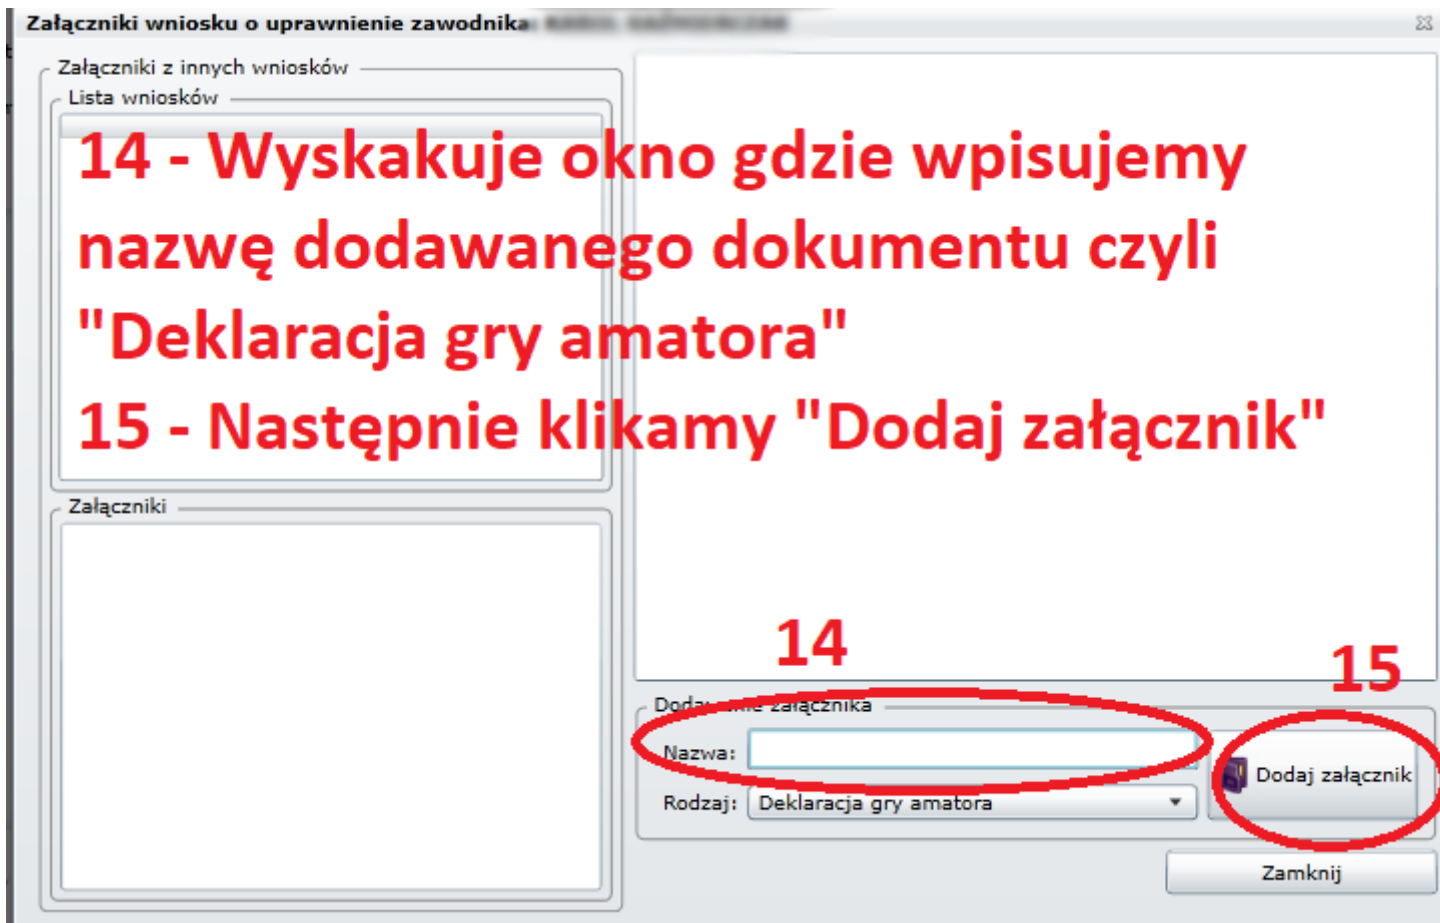 Załączniki wniosku o uprawnienie zawodnika:
Załączniki z innych wniosków
Lista wniosków
14 - Wyskakuje okno gdzie wpisujemy
nazwę dodawanego dokumentu czyli
"Deklaracja gry amatora"
15 - Następnie klikamy "Dodaj załącznik"
Załączniki
14
15
załącznika
Nazwa:
Dodaj załącznik
Rodzaj: Deklaracja gry amatora
Zamknij